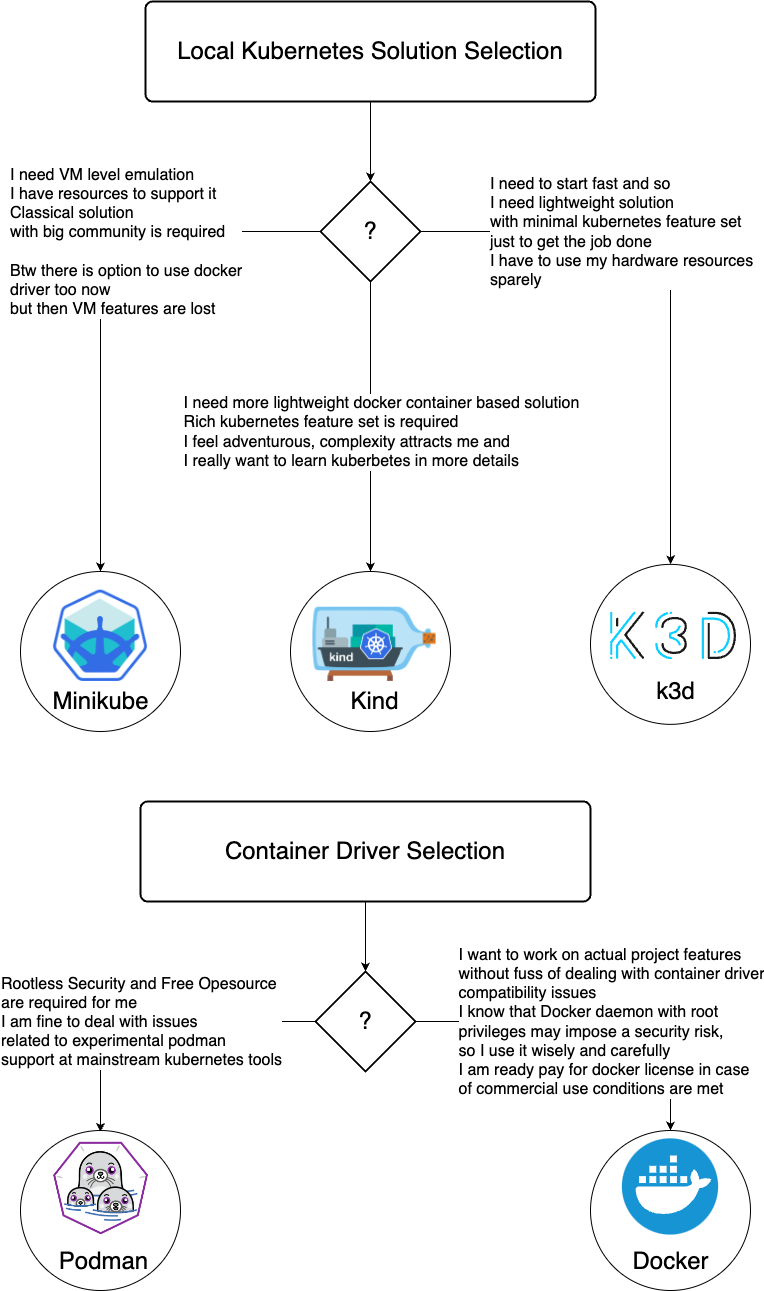 Local Kubernetes Solution Selection
?
I need VM level emulation
I have resources to support it
Classical solution
with big community is required
Btw there is option to use docker
driver too now
but then VM features are lost
I need to start fast and so
I need lightweight solution
with minimal kubernetes feature set
just to get the job done
I have to use my hardware resources
sparely
I need more lightweight docker container based solution
Rich kubernetes feature set is required
I feel adventurous, complexity attracts me and
I really want to learn kuberbetes in more details
Minikube
kind
Kind
K3D
k3d
Container Driver Selection
?
Rootless Security and Free Opesource
are required for me
I am fine to deal with issues
related to experimental podman
support at mainstream kubernetes tools
I want to work on actual project features
without fuss of dealing with container driver
compatibility issues
I know that Docker daemon with root
privileges may impose a security risk,
so I use it wisely and carefully
I am ready pay for docker license in case
of commercial use conditions are met
Podman
Docker